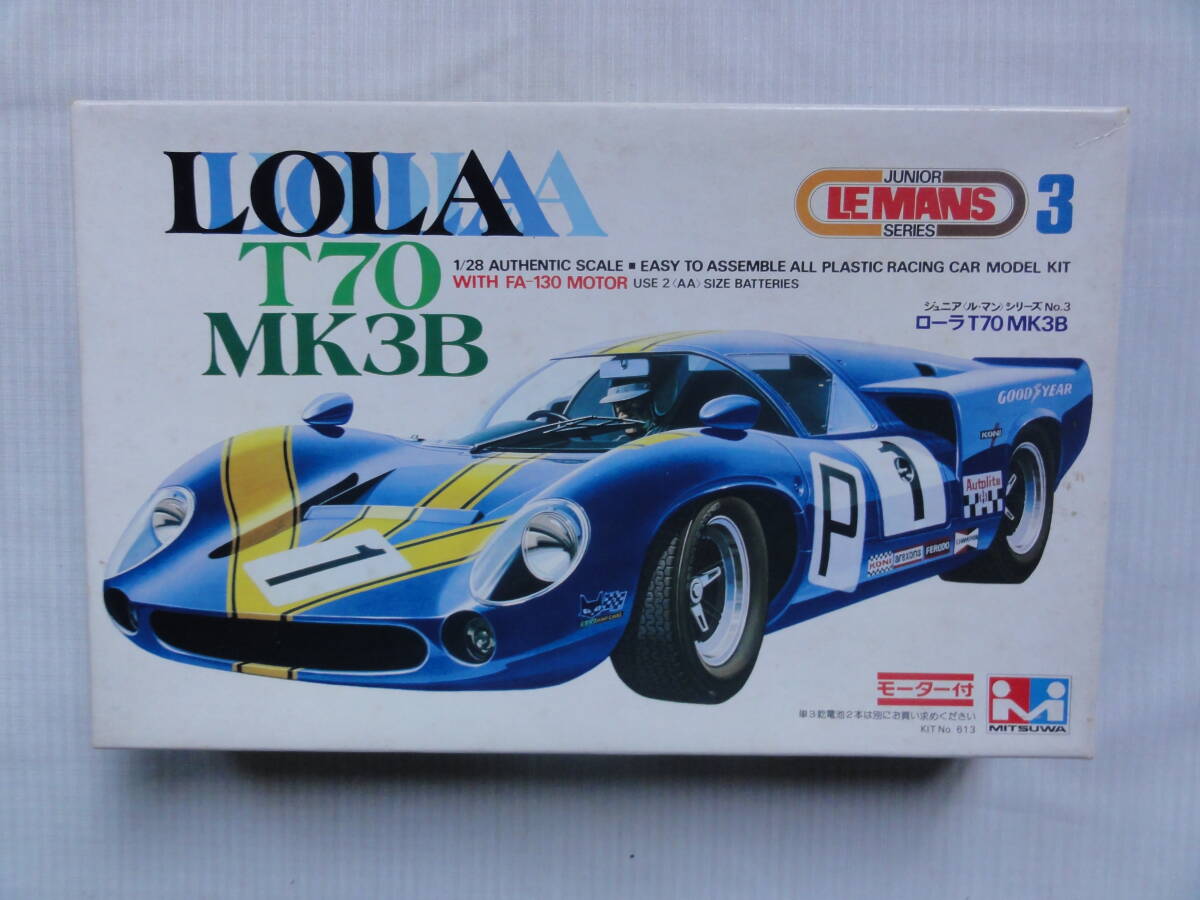 LOLA
T70
MK3B
JUNIOR
LE MANS
SERIES
3
1/28 AUTHENTIC SCALE ■ EASY TO ASSEMBLE ALL PLASTIC RACING CAR MODEL KIT
WITH FA-130 MOTOR USE 2〈AA〉SIZE BATTERIES
ジュニア〈ル・マン〉シリーズ No.3
ローラT70 MK3B
GOODYEAR
KONI
Autolite
P
1
1
KONI
arexons
FERODO
CHAMPION
モーター付
単3乾電池2本は別にお買い求めください
KIT No. 613
MITSUWA